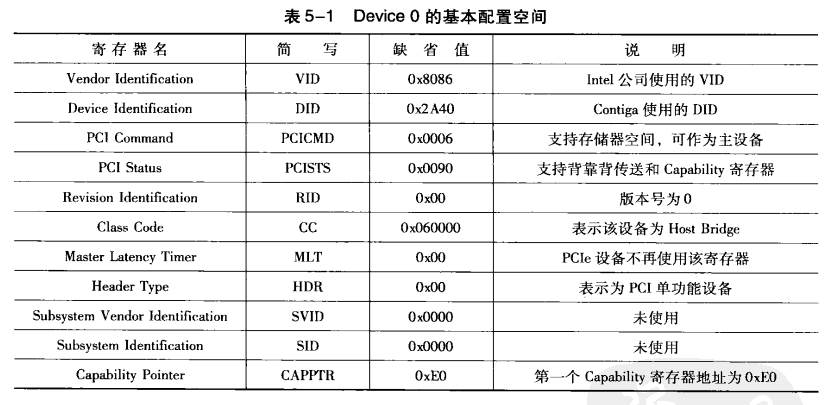 表 5-1 Device 0 的基本配置空间
寄存器名 简写 缺省值 说明
Vendor Identification VID 0x8086 Intel 公司使用的 VID
Device Identification DID 0x2A40 Contiga 使用的 DID
PCI Command PCICMD 0x0006 支持存储器空间，可作为主设备
PCI Status PCISTS 0x0090 支持背靠背传送和 Capability 寄存器
Revision Identification RID 0x00 版本号为 0
Class Code CC 0x060000 表示该设备为 Host Bridge
Master Latency Timer MLT 0x00 PCIe 设备不再使用该寄存器
Header Type HDR 0x00 表示为 PCI 单功能设备
Subsystem Vendor Identification SVID 0x0000 未使用
Subsystem Identification SID 0x0000 未使用
Capability Pointer CAPPTR 0xE0 第一个 Capability 寄存器地址为 0xE0